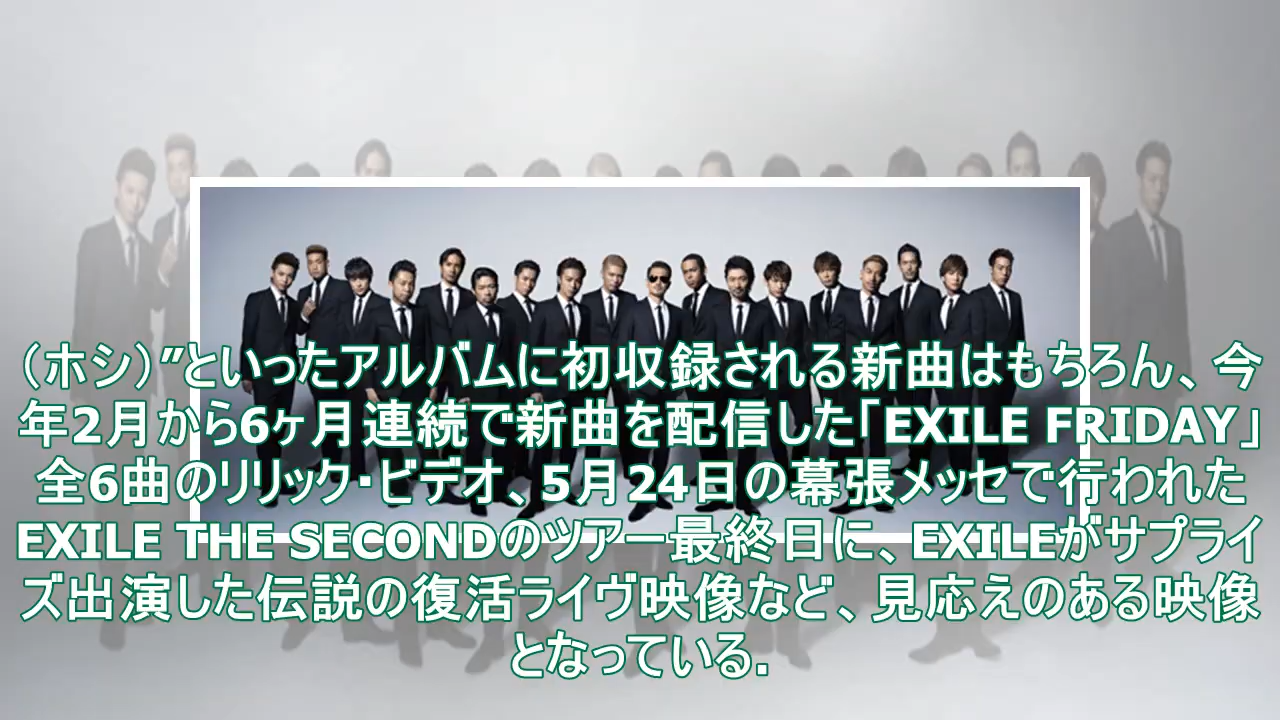 （ホシ）”といったアルバムに初収録される新曲はもちろん、今
年2月から6ヶ月連続で新曲を配信した「EXILE FRIDAY」
全6曲のリリック・ビデオ、5月24日の幕張メッセで行われた
EXILE THE SECONDのツアー最終日に、EXILEがサプライ
ズ出演した伝説の復活ライヴ映像など、見応えのある映像
となっている.